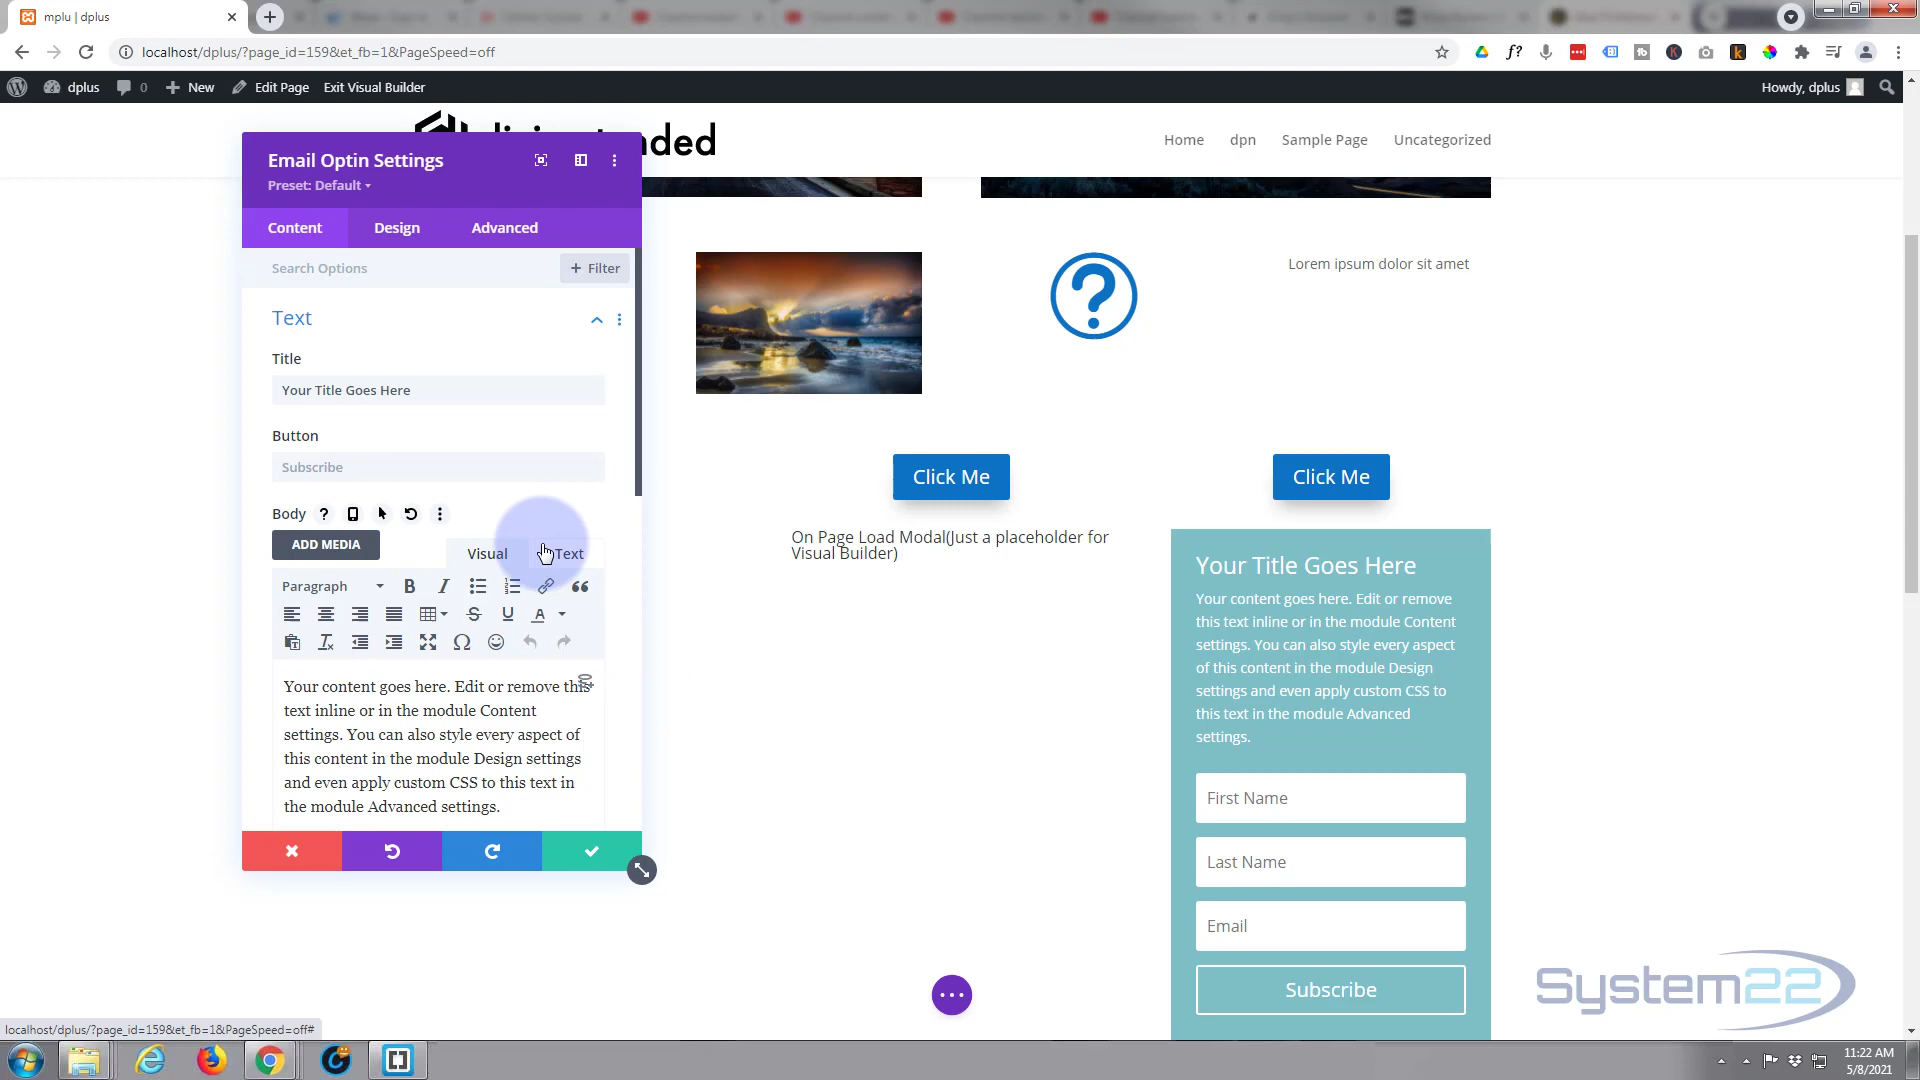 mplu | dplus
localhost/dplus/?page_id=159&et_fb=1&PageSpeed=off
dplus
0
New
Edit Page
Exit Visual Builder
Howdy, dplus
Home
dpn
Sample Page
Uncategorized
Email Optin Settings
Preset: Default
Content
Design
Advanced
Search Options
+ Filter
Text
Title
Your Title Goes Here
Button
Subscribe
Body
ADD MEDIA
Visual
Text
Paragraph
Your content goes here. Edit or remove this
text inline or in the module Content
settings. You can also style every aspect of
this content in the module Design settings
and even apply custom CSS to this text in
the module Advanced settings.
Lorem ipsum dolor sit amet
Click Me
Click Me
On Page Load Modal(Just a placeholder for
Visual Builder)
Your Title Goes Here
Your content goes here. Edit or remove
this text inline or in the module Content
settings. You can also style every aspect
of this content in the module Design
settings and even apply custom CSS to
this text in the module Advanced
settings.
First Name
Last Name
Email
Subscribe
System22
localhost/dplus/?page_id=159&et_fb=1&PageSpeed=off#
11:22 AM
5/8/2021